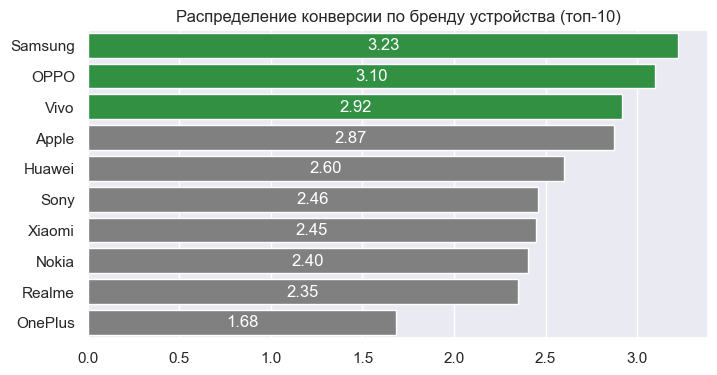 Распределение конверсии по бренду устройства (топ-10)
Samsung 3.23
OPPO 3.10
Vivo 2.92
Apple 2.87
Huawei 2.60
Sony 2.46
Xiaomi 2.45
Nokia 2.40
Realme 2.35
OnePlus 1.68
0.0 0.5 1.0 1.5 2.0 2.5 3.0